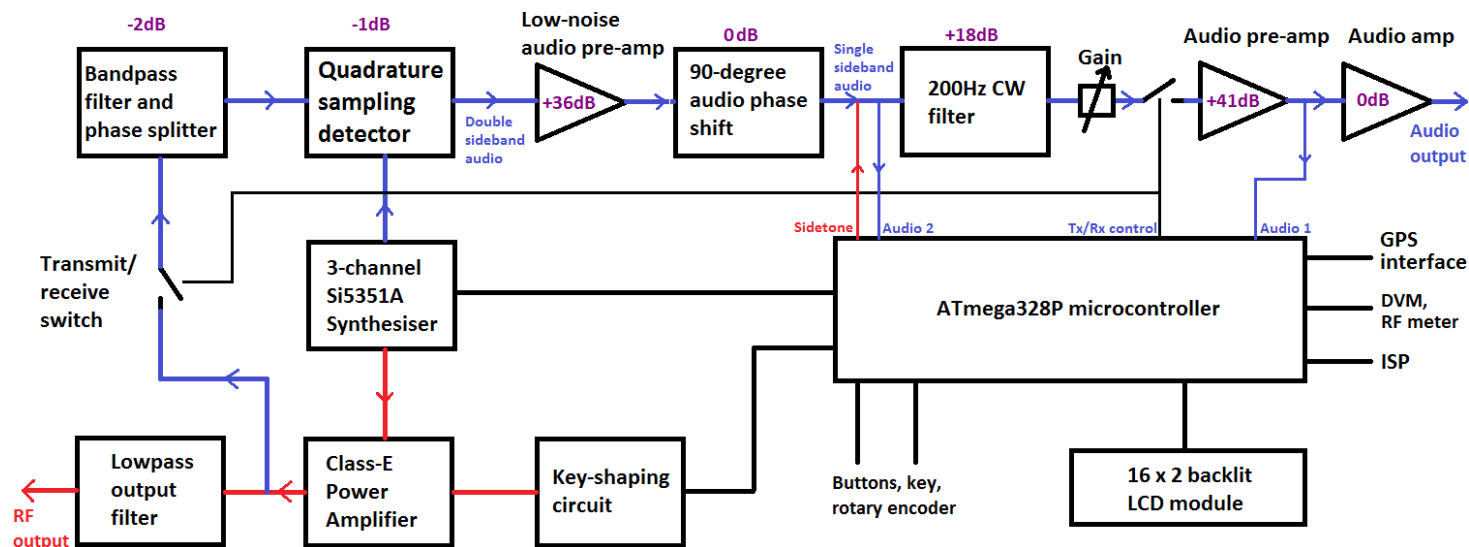 -2dB
Bandpass
filter and
phase splitter
-1dB
Quadrature
sampling
detector
Double
sideband
audio
Low-noise
audio pre-amp
+36dB
0dB
90-degree
audio phase
shift
Single
sideband
audio
+18dB
200Hz CW
filter
Gain
Audio pre-amp
+41dB
Audio amp
0dB
Audio
output
Transmit/
receive
switch
3-channel
Si5351A
Synthesiser
Sidetone
Audio 2
Tx/Rx control
Audio 1
ATmega328P microcontroller
GPS
interface
DVM,
RF meter
ISP
RF
output
Lowpass
output
filter
Class-E
Power
Amplifier
Key-shaping
circuit
Buttons, key,
rotary encoder
16 x 2 backlit
LCD module